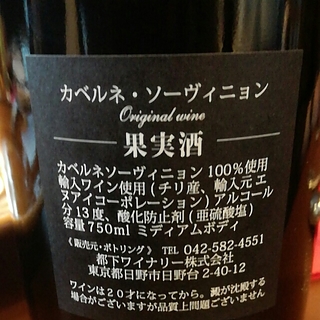 カベルネ・ソーヴィニョン
Original wine
果実酒
カベルネソーヴィニョン 100%使用
輸入ワイン使用(チリ産、輸入元エ
ヌアイコーポレーション)アルコール
分13度、酸化防止剤(亜硫酸塩)
容量750ml ミディアムボディ
《販売元・ボトリング》 TEL 042-582-4551
都下ワイナリー株式会社
東京都日野市日野台 2-40-12
ワインは20才になってから。澱が沈殿する
場合がございますが品質上問題ございません